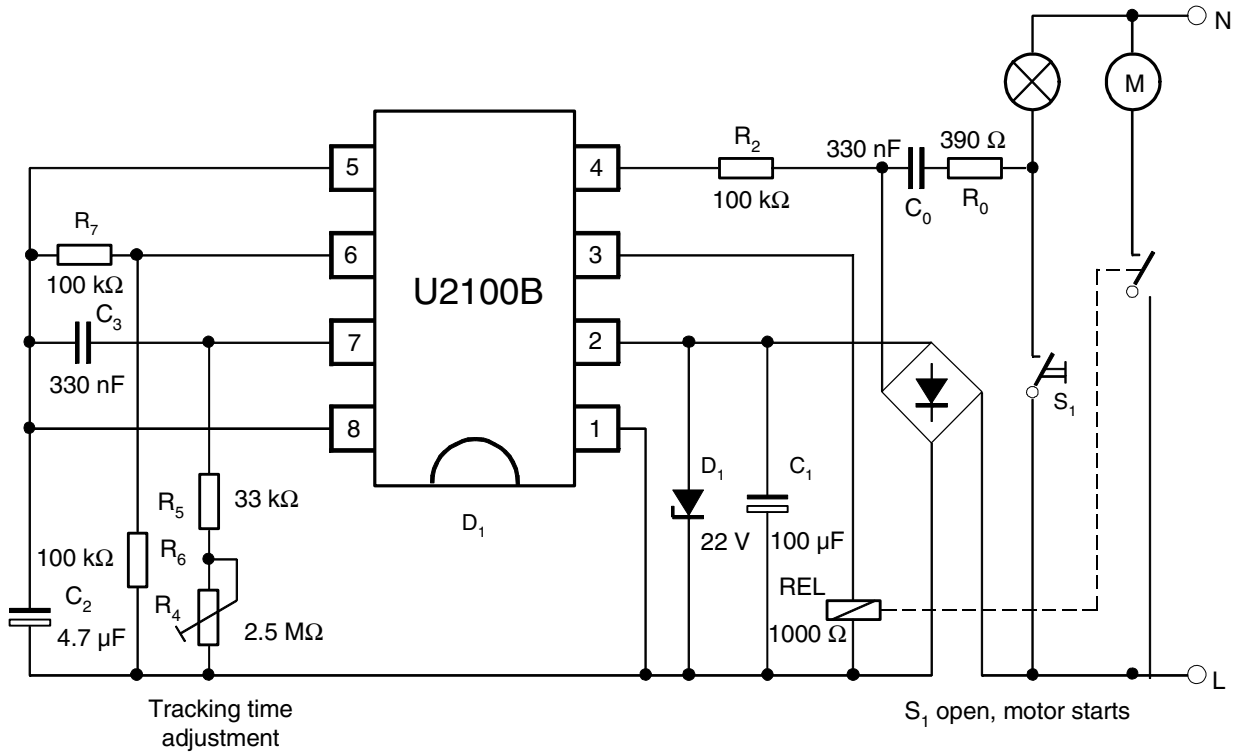 N
M
R2
330 nF
390 Ω
5
4
100 kΩ
C0
R0
R7
6
3
100 kΩ
U2100B
C3
7
2
330 nF
S1
8
1
D1
C1
R5
33 kΩ
D1
22 V
100 µF
100 kΩ
R6
REL
C2
R4
4.7 µF
2.5 MΩ
1000 Ω
L
Tracking time
adjustment
S1 open, motor starts